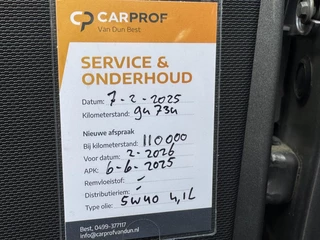 CARPROF
Van Dun Best
SERVICE &
ONDERHOUD
Datum: 7-2-2025
Kilometerstand: 94734
Nieuwe afspraak
Bij kilometerstand: 110000
Voor datum: 2-2026
APK: 6-6-2025
Remvloeistof: -
Distributieriem: -
Type olie: 5W40 4,1L
Best, 0499-377117
info@carprofvandun.nl